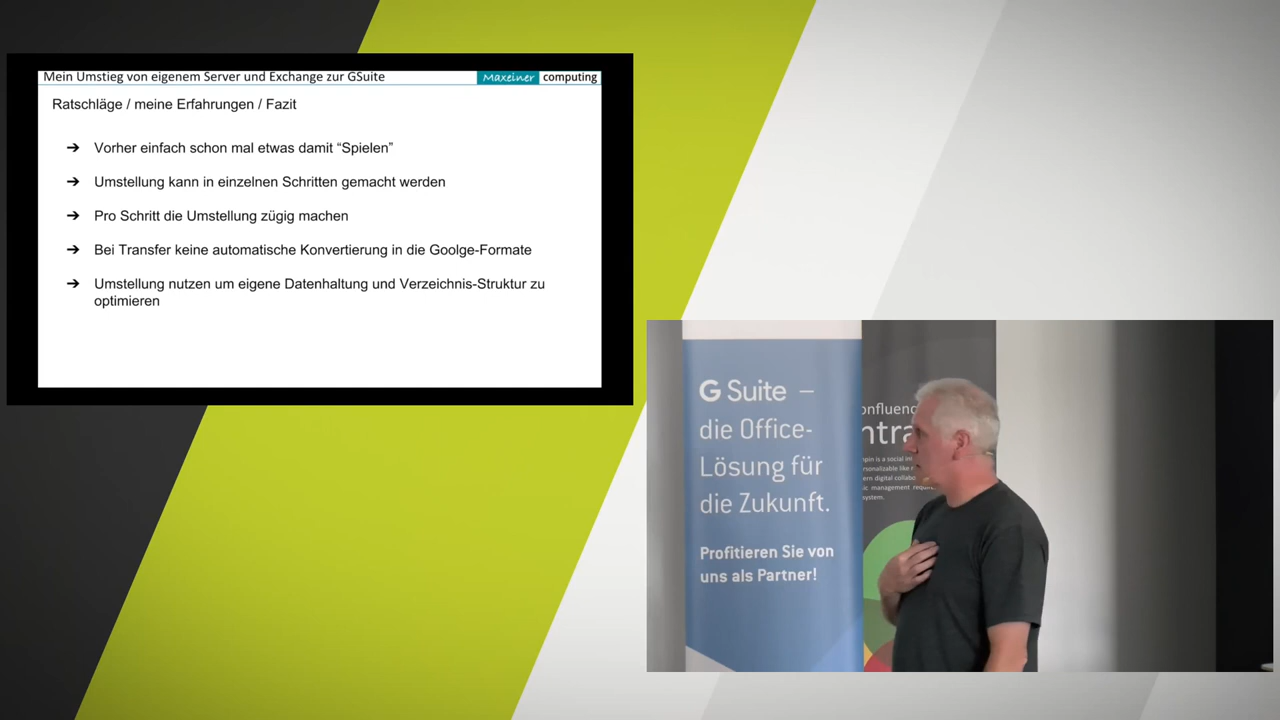 Mein Umstieg von eigenem Server und Exchange zur GSuite
Maxeiner computing
Ratschläge / meine Erfahrungen / Fazit
➔ Vorher einfach schon mal etwas damit “Spielen”
➔ Umstellung kann in einzelnen Schritten gemacht werden
➔ Pro Schritt die Umstellung zügig machen
➔ Bei Transfer keine automatische Konvertierung in die Goolge-Formate
➔ Umstellung nutzen um eigene Datenhaltung und Verzeichnis-Struktur zu
optimieren
G Suite –
die Office-
Lösung für
die Zukunft.
Profitieren Sie von
uns als Partner!
is a social